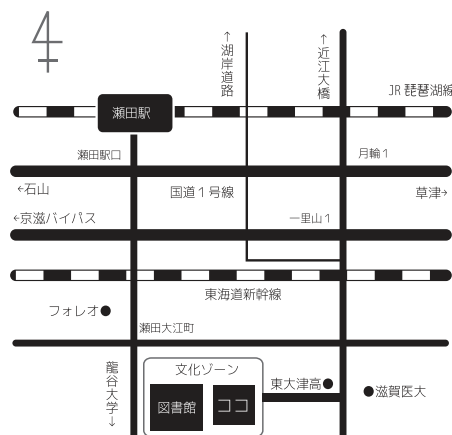 ↑湖岸道路
↑近江大橋
JR 琵琶湖線
瀬田駅
瀬田駅口
月輪1
←石山
国道1号線
草津→
←京滋バイパス
一里山1
東海道新幹線
フォレオ●
瀬田大江町
龍谷大学↓
文化ゾーン
東大津高●
●滋賀医大
図書館
ココ